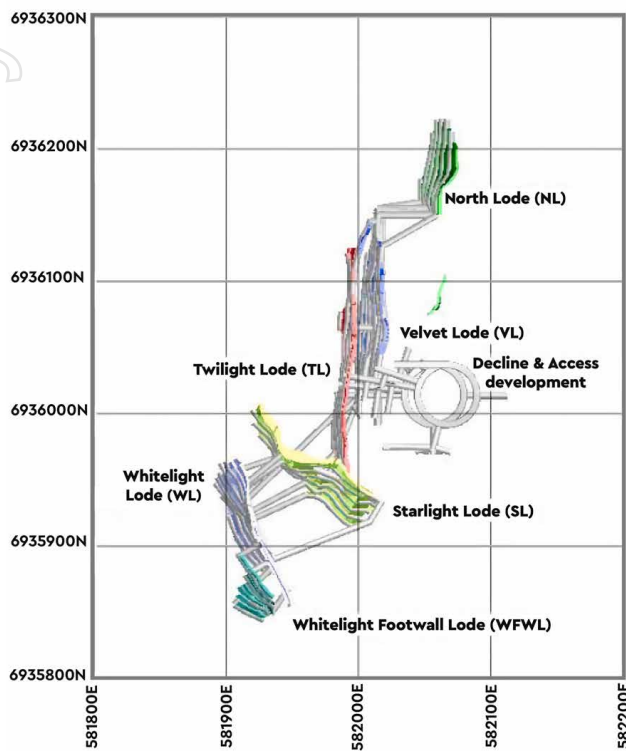 6936300N
6936200N
North Lode (NL)
6936100N
Velvet Lode (VL)
Twilight Lode (TL)
Decline & Access
development
6936000N
Whitelight
Lode (WL)
Starlight Lode (SL)
6935900N
Whitelight Footwall Lode (WFWL)
6935800N
581800E
581900E
582000E
582100E
582200E